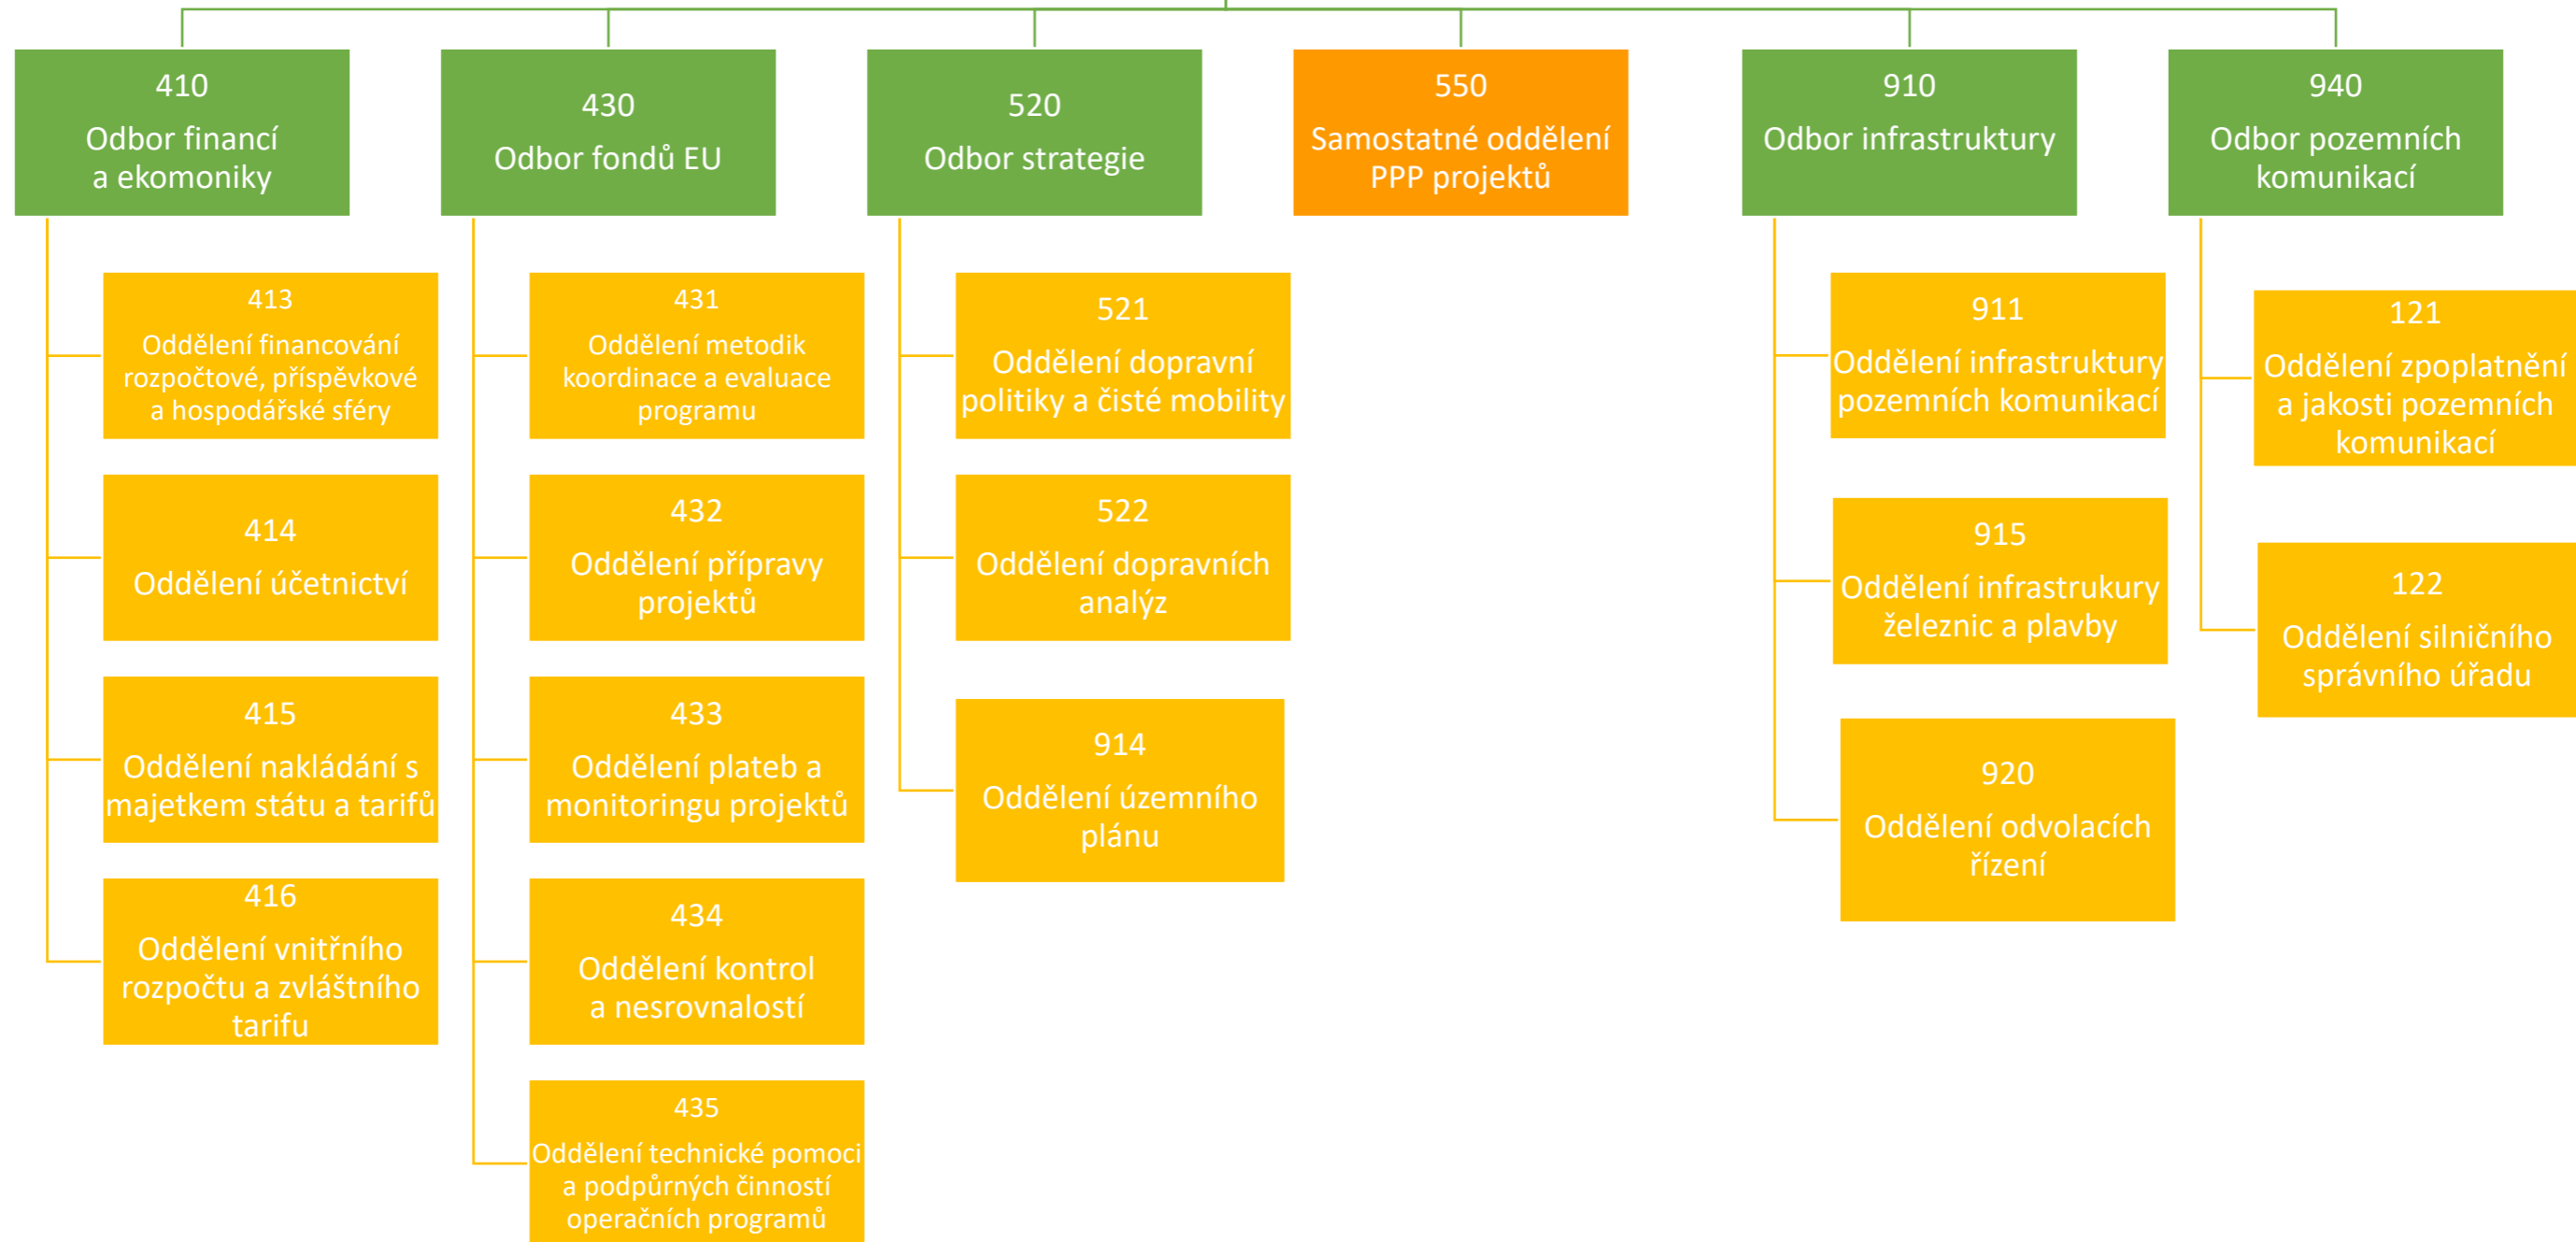 410
Odbor financí
a ekomoniky
413
Oddělení financování
rozpočtové, příspěvkové
a hospodářské sféry
414
Oddělení účetnictví
415
Oddělení nakládání s
majetkem státu a tarifů
416
Oddělení vnitřního
rozpočtu a zvláštního
tarifu
430
Odbor fondů EU
431
Oddělení metodik
koordinace a evaluace
programu
432
Oddělení přípravy
projektů
433
Oddělení plateb a
monitoringu projektů
434
Oddělení kontrol
a nesrovnalostí
435
Oddělení technické pomoci
a podpůrných činností
operačních programů
520
Odbor strategie
521
Oddělení dopravní
politiky a čisté mobility
522
Oddělení dopravních
analýz
914
Oddělení územního
plánu
550
Samostatné oddělení
PPP projektů
910
Odbor infrastruktury
911
Oddělení infrastruktury
pozemních komunikací
915
Oddělení infrastrukury
železnic a plavby
920
Oddělení odvolacích
řízení
940
Odbor pozemních
komunikací
121
Oddělení zpoplatnění
a jakosti pozemních
komunikací
122
Oddělení silničního
správního úřadu